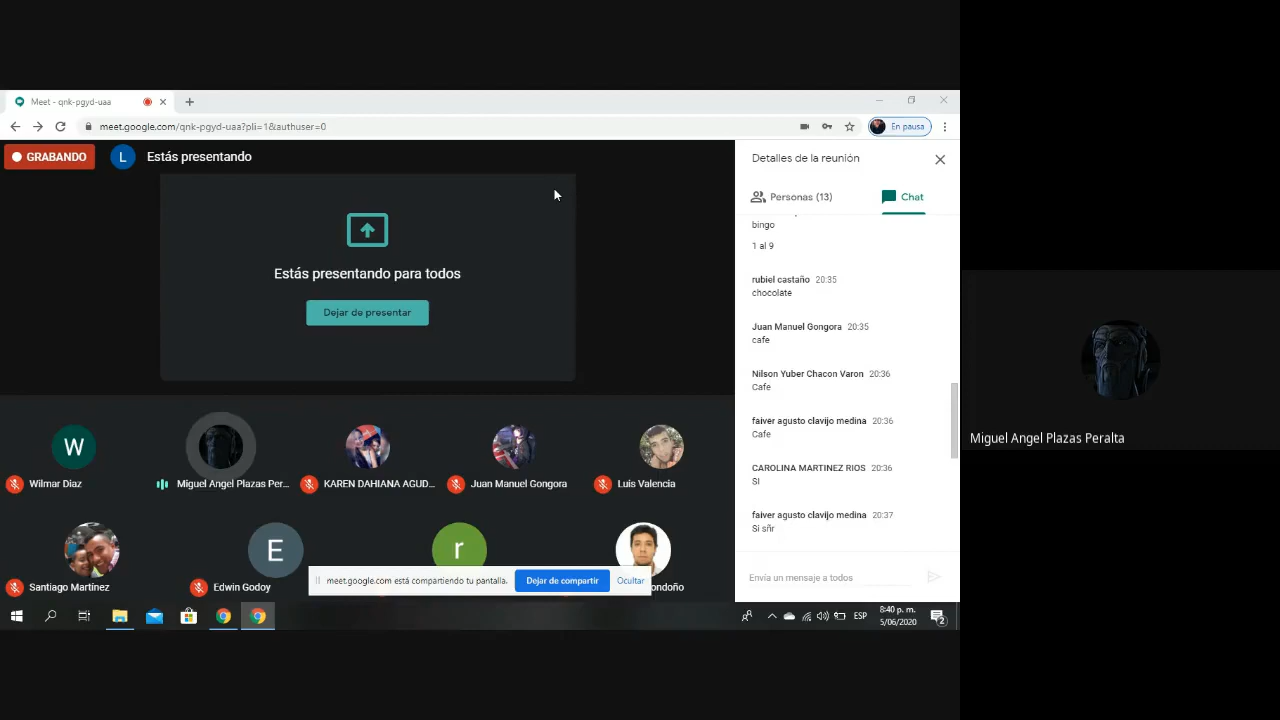 Meet - qnk-pgyd-uaa
meet.google.com/qnk-pgyd-uaa?pli=1&authuser=0
En pausa
GRABANDO
L
Estás presentando
Estás presentando para todos
Dejar de presentar
Detalles de la reunión
Personas (13)
Chat
bingo
1 al 9
rubiel castaño 20:35
chocolate
Juan Manuel Gongora 20:35
cafe
Nilson Yuber Chacon Varon 20:36
Cafe
faiver agusto clavijo medina 20:36
Cafe
CAROLINA MARTINEZ RIOS 20:36
SI
faiver agusto clavijo medina 20:37
Si sñr
Envía un mensaje a todos
W
Wilmar Diaz
Miguel Angel Plazas Per...
KAREN DAHIANA AGUD...
Juan Manuel Gongora
Luis Valencia
Santiago Martinez
E
Edwin Godoy
r
ondoño
meet.google.com está compartiendo tu pantalla.
Dejar de compartir
Ocultar
ESP
8:40 p. m.
5/06/2020
2
Miguel Angel Plazas Peralta